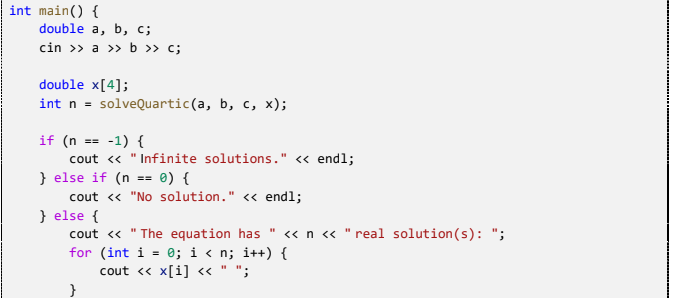 int main() {
    double a, b, c;
    cin >> a >> b >> c;
    double x[4];
    int n = solveQuartic(a, b, c, x);
    if (n == -1) {
        cout << "Infinite solutions." << endl;
    } else if (n == 0) {
        cout << "No solution." << endl;
    } else {
        cout << "The equation has " << n << " real solution(s): ";
        for (int i = 0; i < n; i++) {
            cout << x[i] << " ";
        }